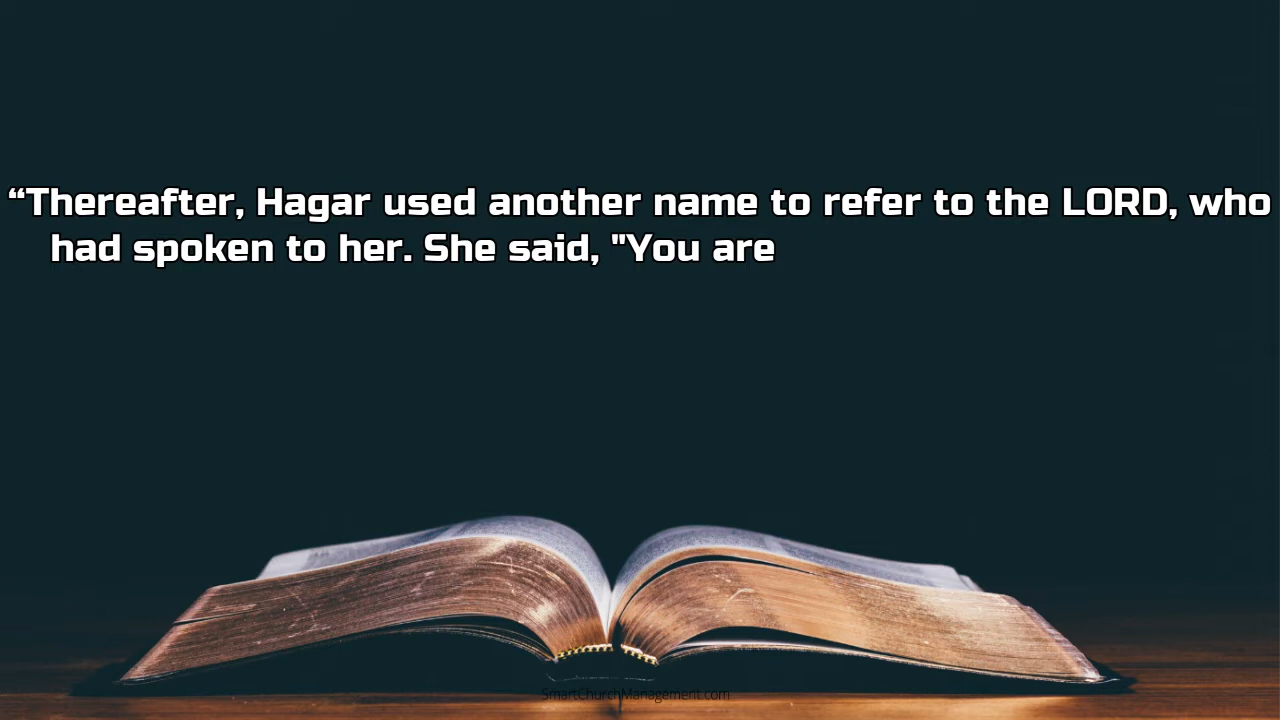 “Thereafter, Hagar used another name to refer to the LORD, who
had spoken to her. She said, "You are
SmartChurchManagement.com